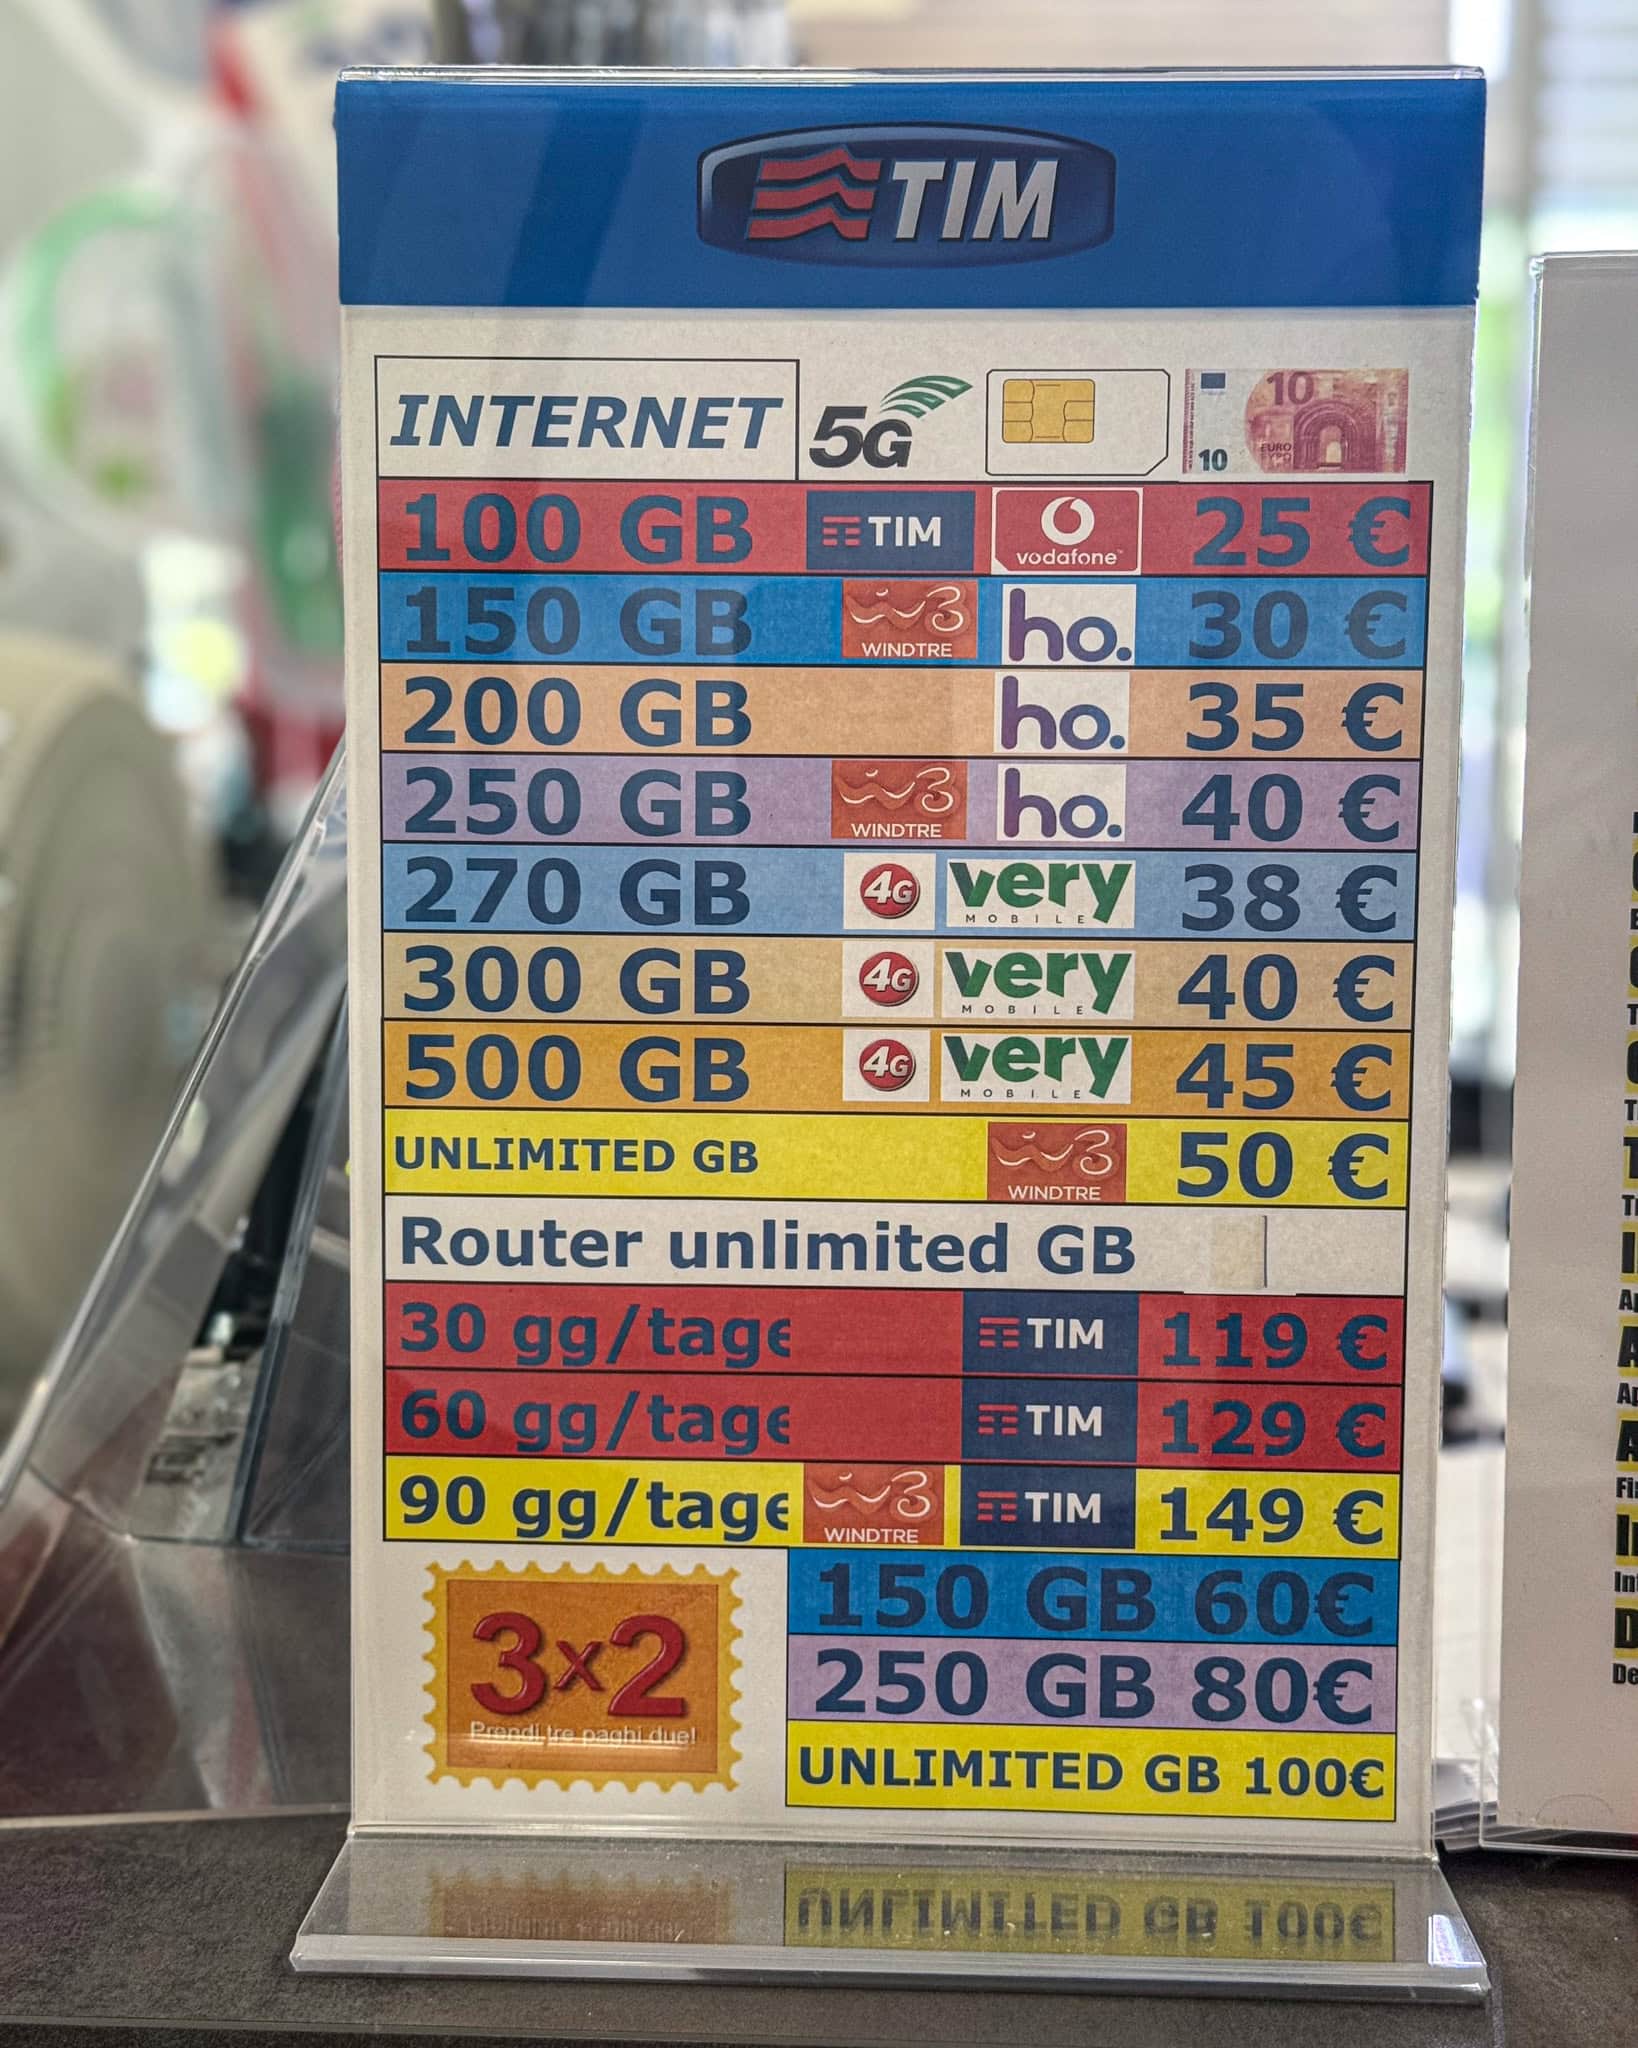 TIM
INTERNET 5G 10 EURO 10
100 GB TIM vodafone 25 €
150 GB WINDTRE ho. 30 €
200 GB ho. 35 €
250 GB WINDTRE ho. 40 €
270 GB 4G very MOBILE 38 €
300 GB 4G very MOBILE 40 €
500 GB 4G very MOBILE 45 €
UNLIMITED GB WINDTRE 50 €
Router unlimited GB
30 gg/tage TIM 119 €
60 gg/tage TIM 129 €
90 gg/tage WINDTRE TIM 149 €
3x2
Prendi tre paghi due!
150 GB 60€
250 GB 80€
UNLIMITED GB 100€